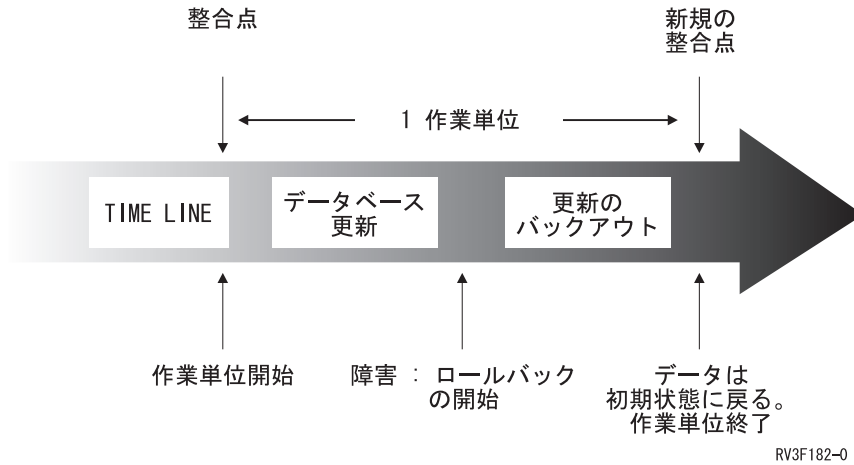 整合点
新規の
整合点
1 作業単位
TIME LINE
データベース
更新
更新の
バックアウト
作業単位開始
障害 : ロールバック
の開始
データは
初期状態に戻る。
作業単位終了
RV3F182-0